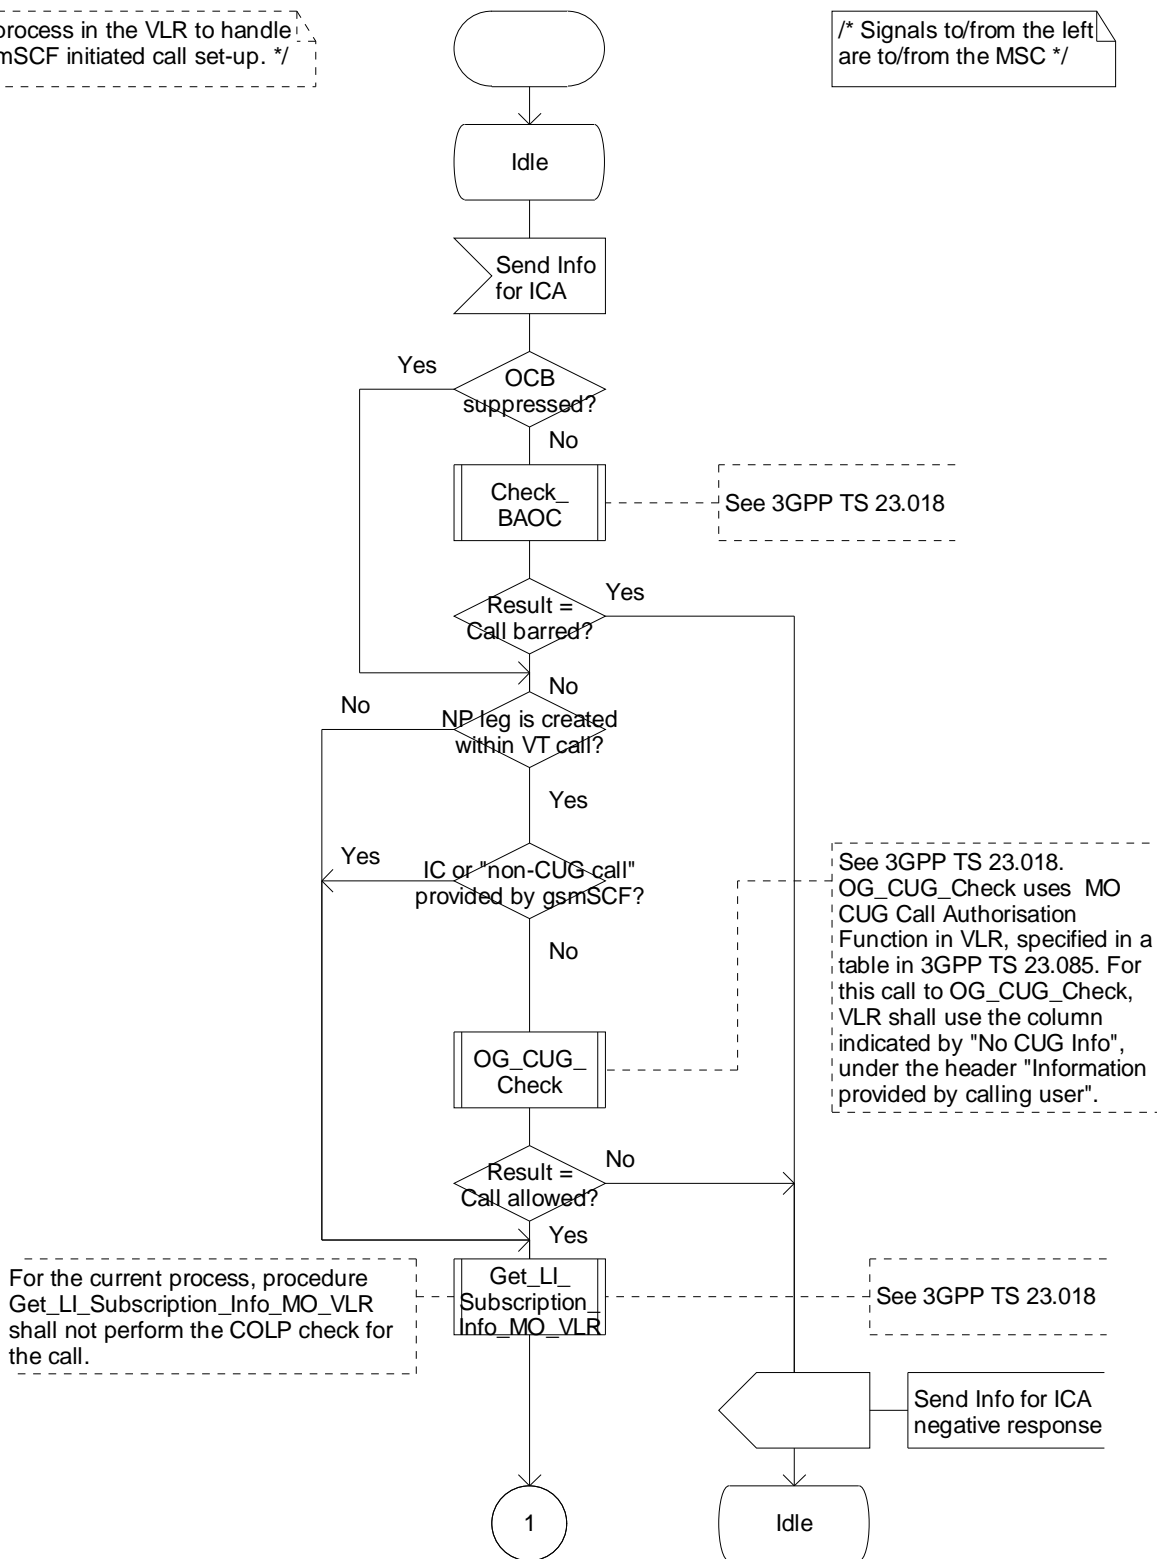 process in the VLR to handle
mSCF initiated call set-up. */
/* Signals to/from the left
are to/from the MSC */
Idle
Send Info
for ICA
Yes
OCB
suppressed?
No
Check_
BAOC
See 3GPP TS 23.018
Result =
Call barred?
Yes
No
No
NP leg is created
within VT call?
Yes
Yes
IC or "non-CUG call"
provided by gsmSCF?
No
See 3GPP TS 23.018.
OG_CUG_Check uses MO
CUG Call Authorisation
Function in VLR, specified in a
table in 3GPP TS 23.085. For
this call to OG_CUG_Check,
VLR shall use the column
indicated by "No CUG Info",
under the header "Information
provided by calling user".
OG_CUG_
Check
Result =
Call allowed?
No
Yes
For the current process, procedure
Get_LI_Subscription_Info_MO_VLR
shall not perform the COLP check for
the call.
Get_LI_
Subscription_
Info_MO_VLR
See 3GPP TS 23.018
Send Info for ICA
negative response
1
Idle